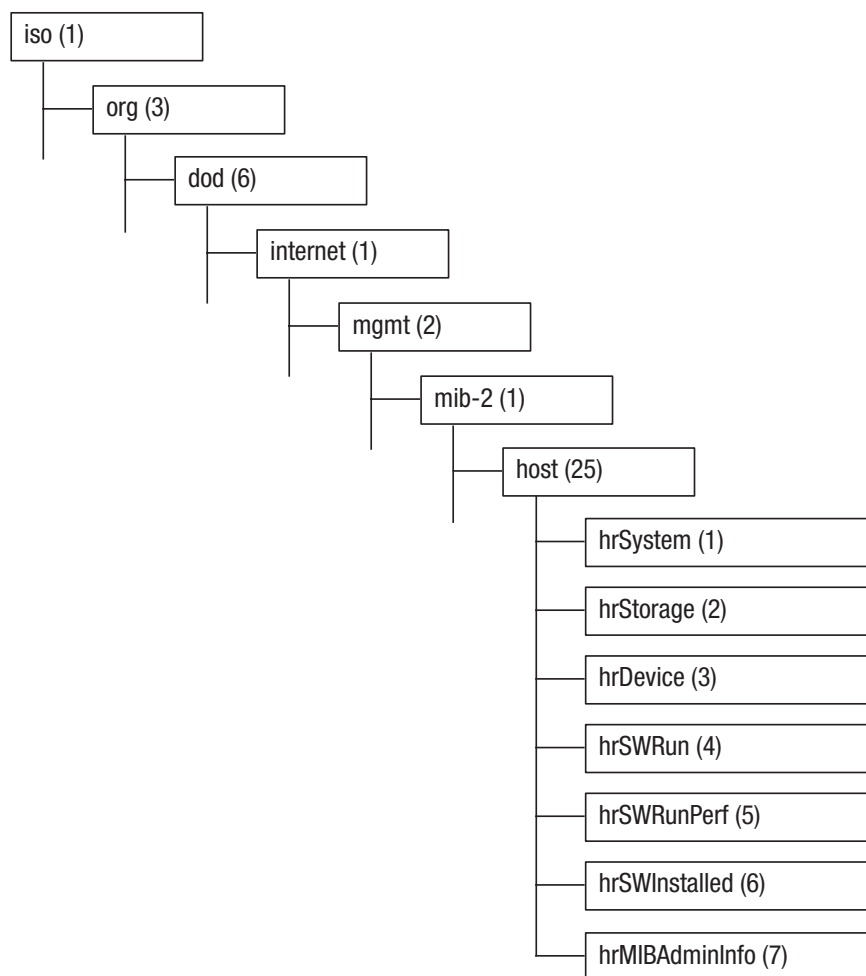 iso (1)
org (3)
dod (6)
internet (1)
mgmt (2)
mib-2 (1)
host (25)
hrSystem (1)
hrStorage (2)
hrDevice (3)
hrSWRun (4)
hrSWRunPerf (5)
hrSWInstalled (6)
hrMIBAdminInfo (7)